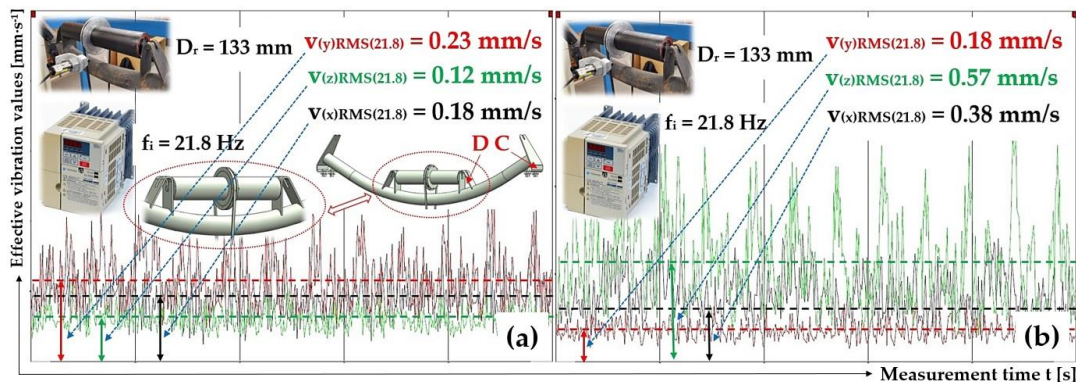 Effective vibration values [mm·s⁻¹]
Dr = 133 mm
v(y)RMS(21.8) = 0.23 mm/s
v(z)RMS(21.8) = 0.12 mm/s
v(x)RMS(21.8) = 0.18 mm/s
fi = 21.8 Hz
D C
(a)
Dr = 133 mm
v(y)RMS(21.8) = 0.18 mm/s
v(z)RMS(21.8) = 0.57 mm/s
v(x)RMS(21.8) = 0.38 mm/s
fi = 21.8 Hz
(b)
Measurement time t [s]